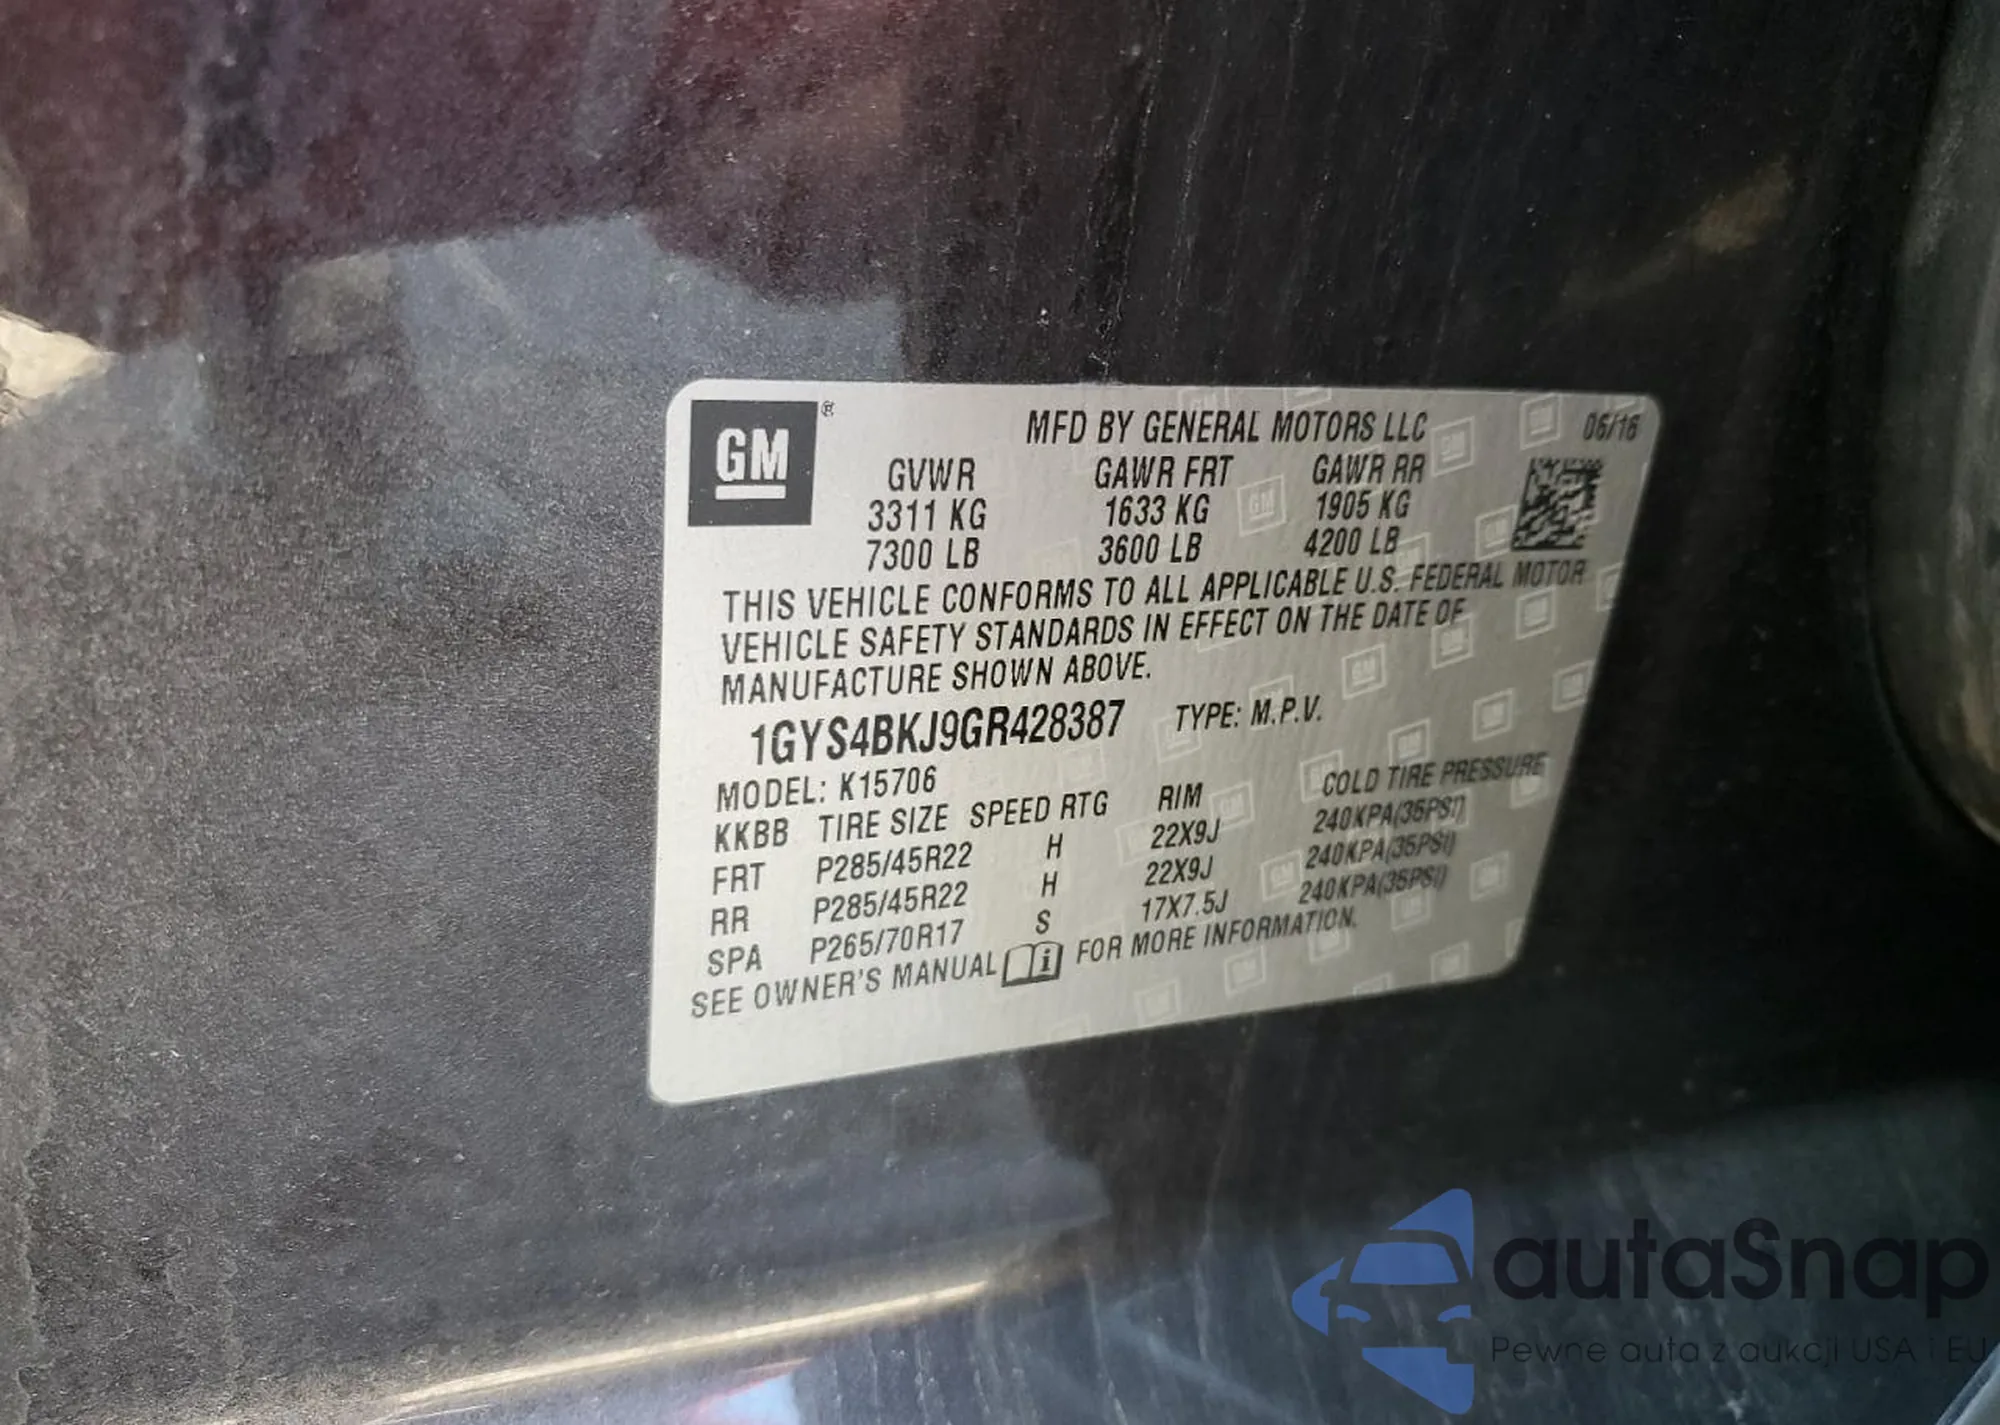 GM ®
MFD BY GENERAL MOTORS LLC 06/16
GVWR GAWR FRT GAWR RR
3311 KG 1633 KG 1905 KG
7300 LB 3600 LB 4200 LB
THIS VEHICLE CONFORMS TO ALL APPLICABLE U.S. FEDERAL MOTOR
VEHICLE SAFETY STANDARDS IN EFFECT ON THE DATE OF
MANUFACTURE SHOWN ABOVE.
1GYS4BKJ9GR428387 TYPE: M.P.V.
MODEL: K15706
KKBB TIRE SIZE SPEED RTG RIM COLD TIRE PRESSURE
FRT P285/45R22 H 22X9J 240KPA(35PSI)
RR P285/45R22 H 22X9J 240KPA(35PSI)
SPA P265/70R17 S 17X7.5J 240KPA(35PSI)
SEE OWNER'S MANUAL i FOR MORE INFORMATION.
autaSnap
Pewne auta z aukcji USA i EU